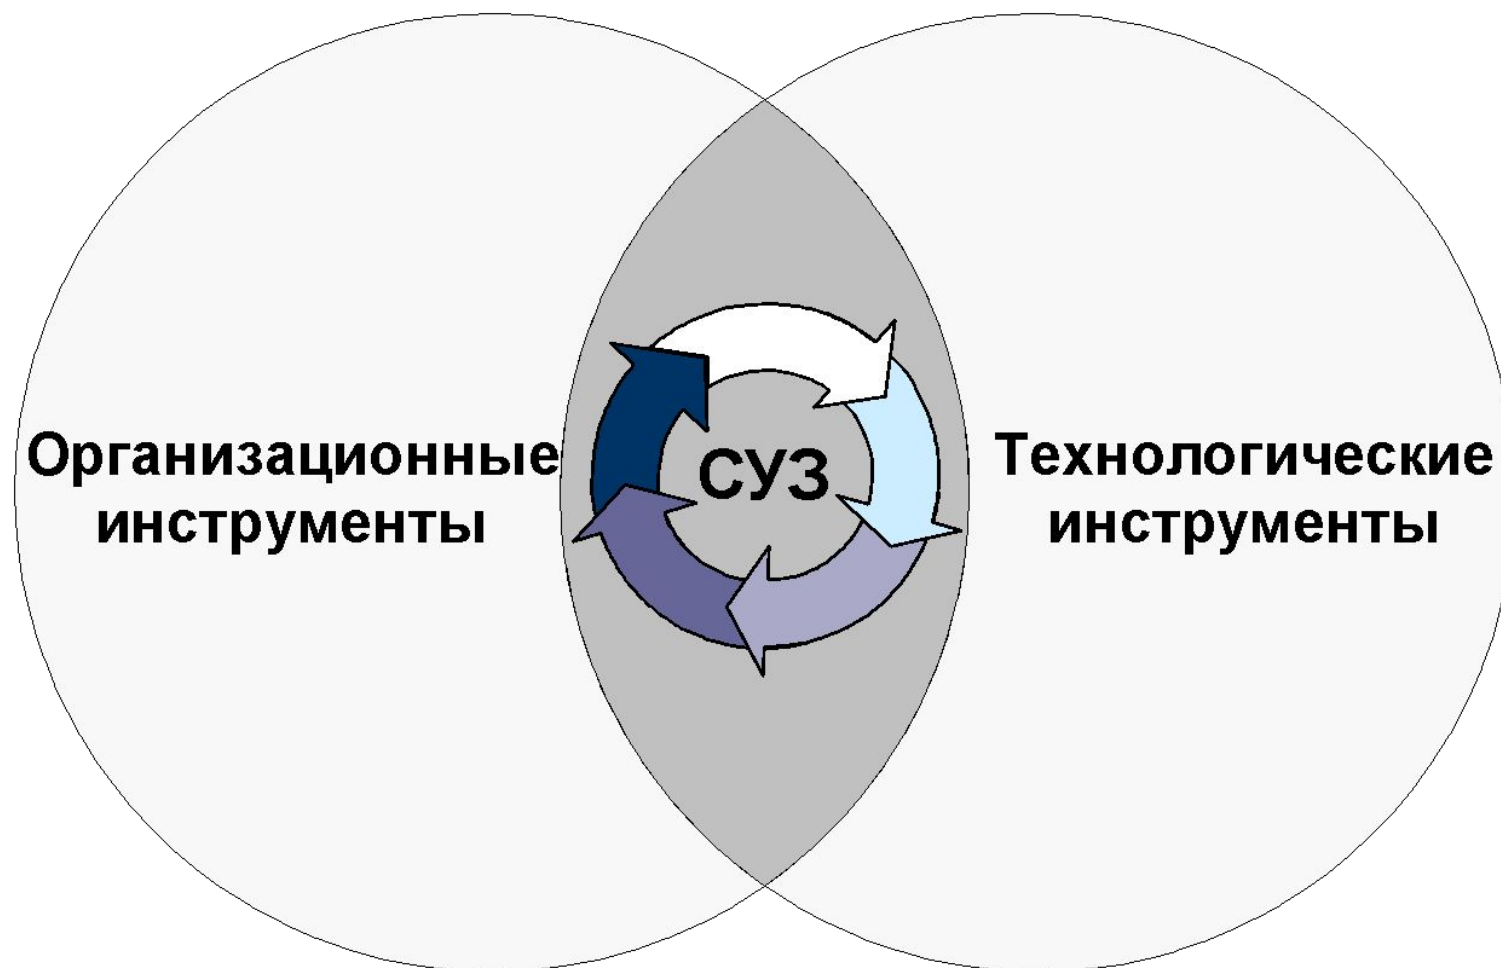 Организационные
инструменты
СУЗ
Технологические
инструменты